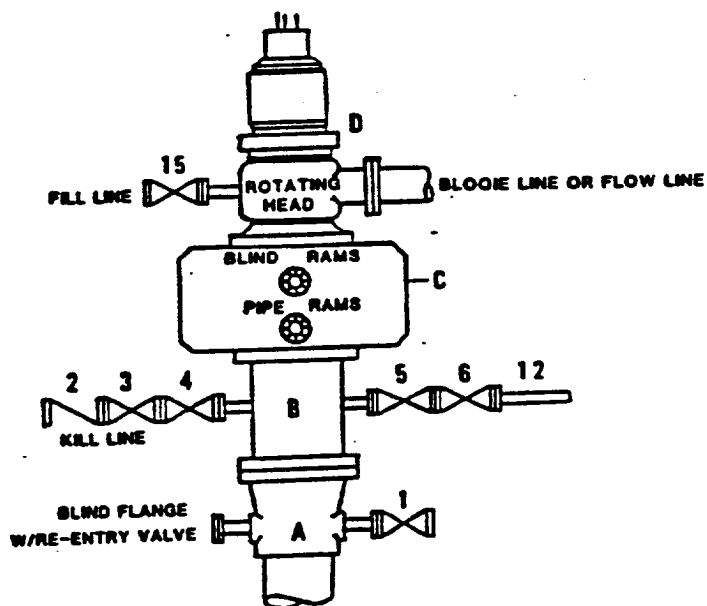 D
15
FILL LINE
ROTATING
HEAD
BLOOIE LINE OR FLOW LINE
BLIND RAMS
C
PIPE RAMS
2 3 4
5 6 12
B
KILL LINE
1
BLIND FLANGE
W/RE-ENTRY VALVE
A